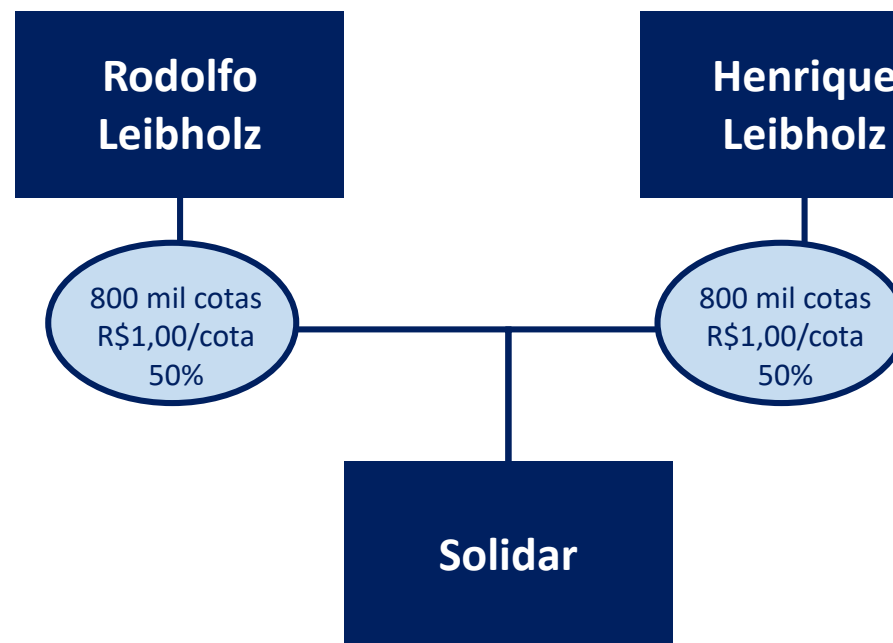 Rodolfo
Leibholz
Henrique
Leibholz
800 mil cotas
R$1,00/cota
50%
800 mil cotas
R$1,00/cota
50%
Solidar